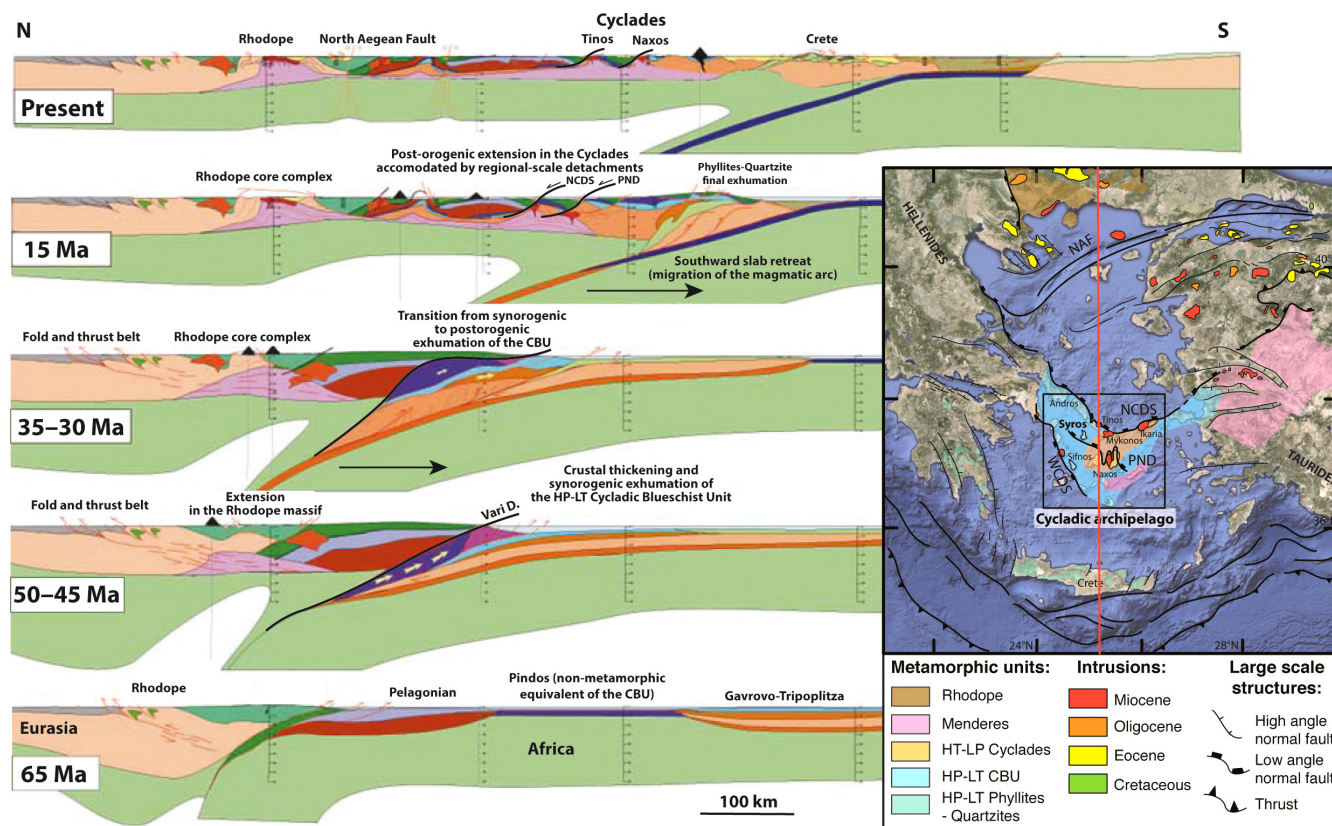 N
Cyclades
S
Rhodope
North Aegean Fault
Tinos
Naxos
Crete
Present
Post-orogenic extension in the Cyclades
accomodated by regional-scale detachments
NCDS
PND
Rhodope core complex
Phyllites-Quartzite
final exhumation
15 Ma
Southward slab retreat
(migration of the magmatic arc)
Transition from synorogenic
to postorogenic
exhumation of the CBU
Fold and thrust belt
Rhodope core complex
35–30 Ma
Crustal thickening and
synorogenic exhumation of
the HP-LT Cycladic Blueschist Unit
Fold and thrust belt
Extension
in the Rhodope massif
Vari D.
50–45 Ma
Rhodope
Pelagonian
Pindos (non-metamorphic
equivalent of the CBU)
Gavrovo-Tripoplitza
Eurasia
Africa
65 Ma
100 km
HELLENIDES
NAF
40°
Andros
NCDS
Tinos
Syros
Mykonos
Ikaria
Sifnos
PND
WCDS
Naxos
TAURIDES
Cycladic archipelago
36°
Crete
24°N
28°N
Metamorphic units:
Rhodope
Menderes
HT-LP Cyclades
HP-LT CBU
HP-LT Phyllites
- Quartzites
Intrusions:
Miocene
Oligocene
Eocene
Cretaceous
Large scale
structures:
High angle
normal fault
Low angle
normal fault
Thrust